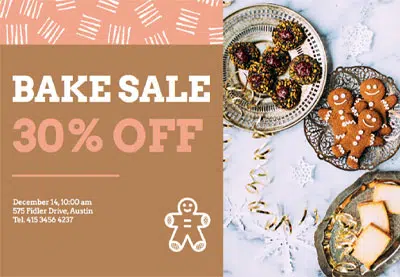 BAKE SALE
30% OFF
December 14, 10:00 am
575 Fidler Drive, Austin
Tel. 415 3456 4237